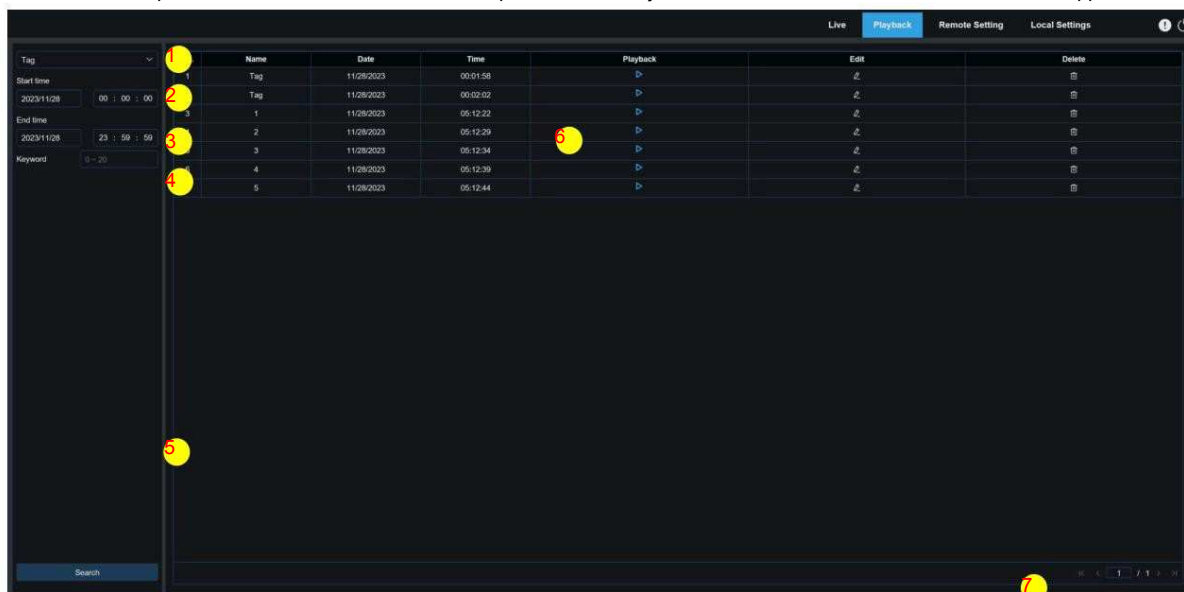 Live Playback Remote Setting Local Settings
Tag 1 Name Date Time Playback Edit Delete
Start time 1 Tag 11/28/2023 00:01:58
2023/11/28 00 : 00 : 00 2 Tag 11/28/2023 00:02:02
End time 3 1 11/28/2023 05:12:22
2023/11/28 23 : 59 : 59 3 2 11/28/2023 05:12:29 6
Keyword 0 ~ 20 3 11/28/2023 05:12:34
4 11/28/2023 05:12:39
4 5 11/28/2023 05:12:44
5
Search 1 / 1
7